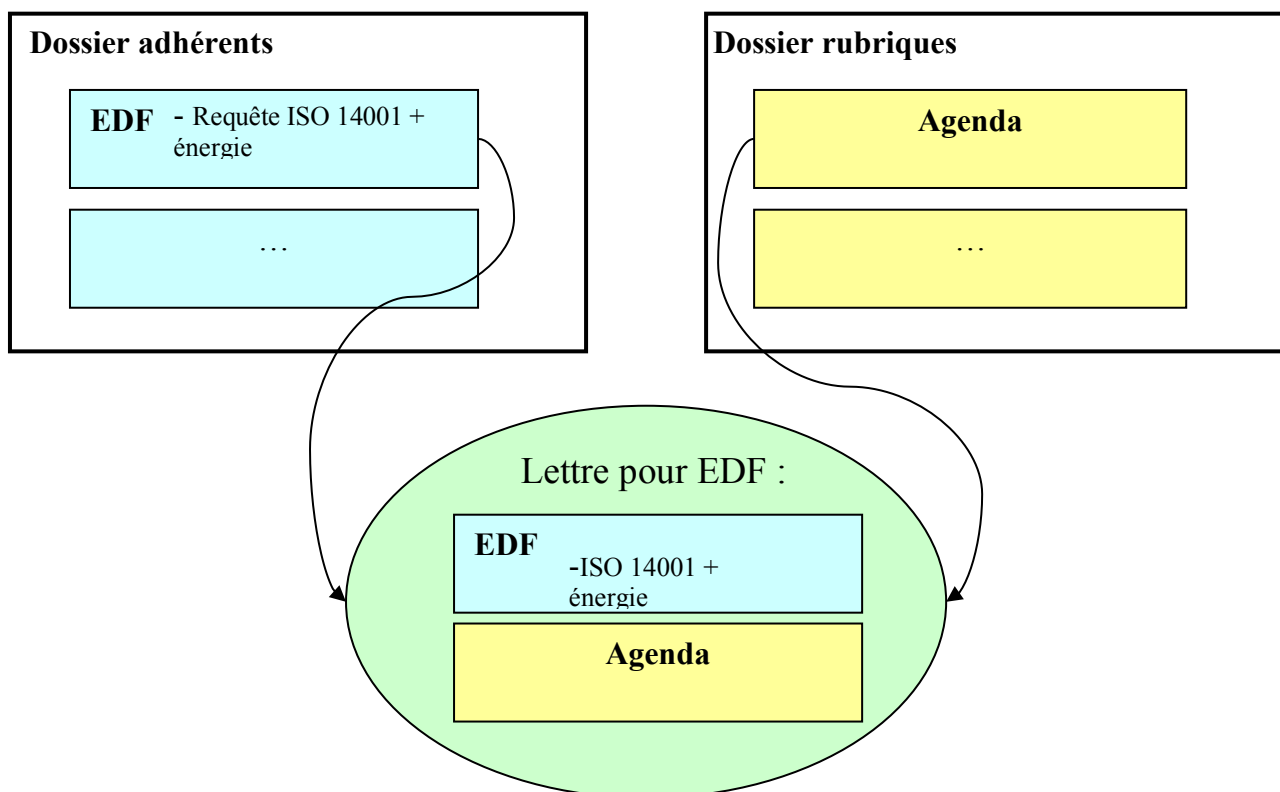 Dossier adhérents
EDF - Requête ISO 14001 +
énergie
…
Dossier rubriques
Agenda
…
Lettre pour EDF :
EDF
-ISO 14001 +
énergie
Agenda